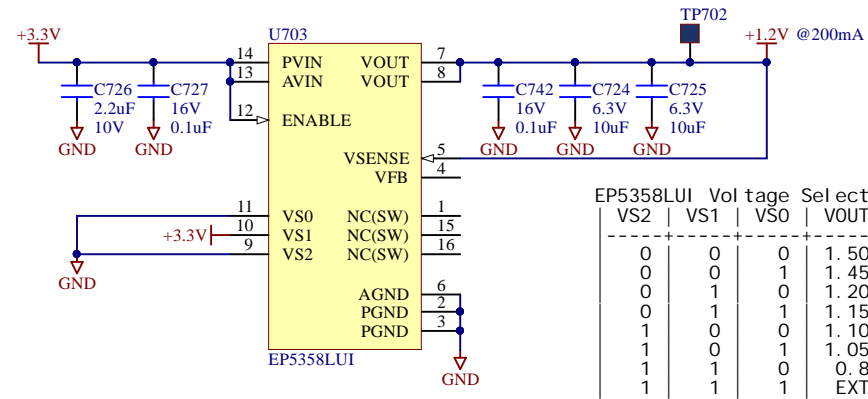 TP702
U703
+3.3V
+1.2V @200mA
14 PVIN VOUT 7
13 AVIN VOUT 8
C726
2.2uF
10V
C727
16V
0.1uF
C742
16V
0.1uF
C724
6.3V
10uF
C725
6.3V
10uF
12 ENABLE
GND GND GND GND GND
VSENSE 5
VFB 4
11 VS0 NC(SW) 1
+3.3V 10 VS1 NC(SW) 15
9 VS2 NC(SW) 16
GND
AGND 6
PGND 2
PGND 3
EP5358LUI
GND
EP5358LUI Voltage Select
| VS2 | VS1 | VS0 | VOUT
|-----+-----+-----+-----
| 0 | 0 | 0 | 1.50
| 0 | 0 | 1 | 1.45
| 0 | 1 | 0 | 1.20
| 0 | 1 | 1 | 1.15
| 1 | 0 | 0 | 1.10
| 1 | 0 | 1 | 1.05
| 1 | 1 | 0 | 0.8
| 1 | 1 | 1 | EXT